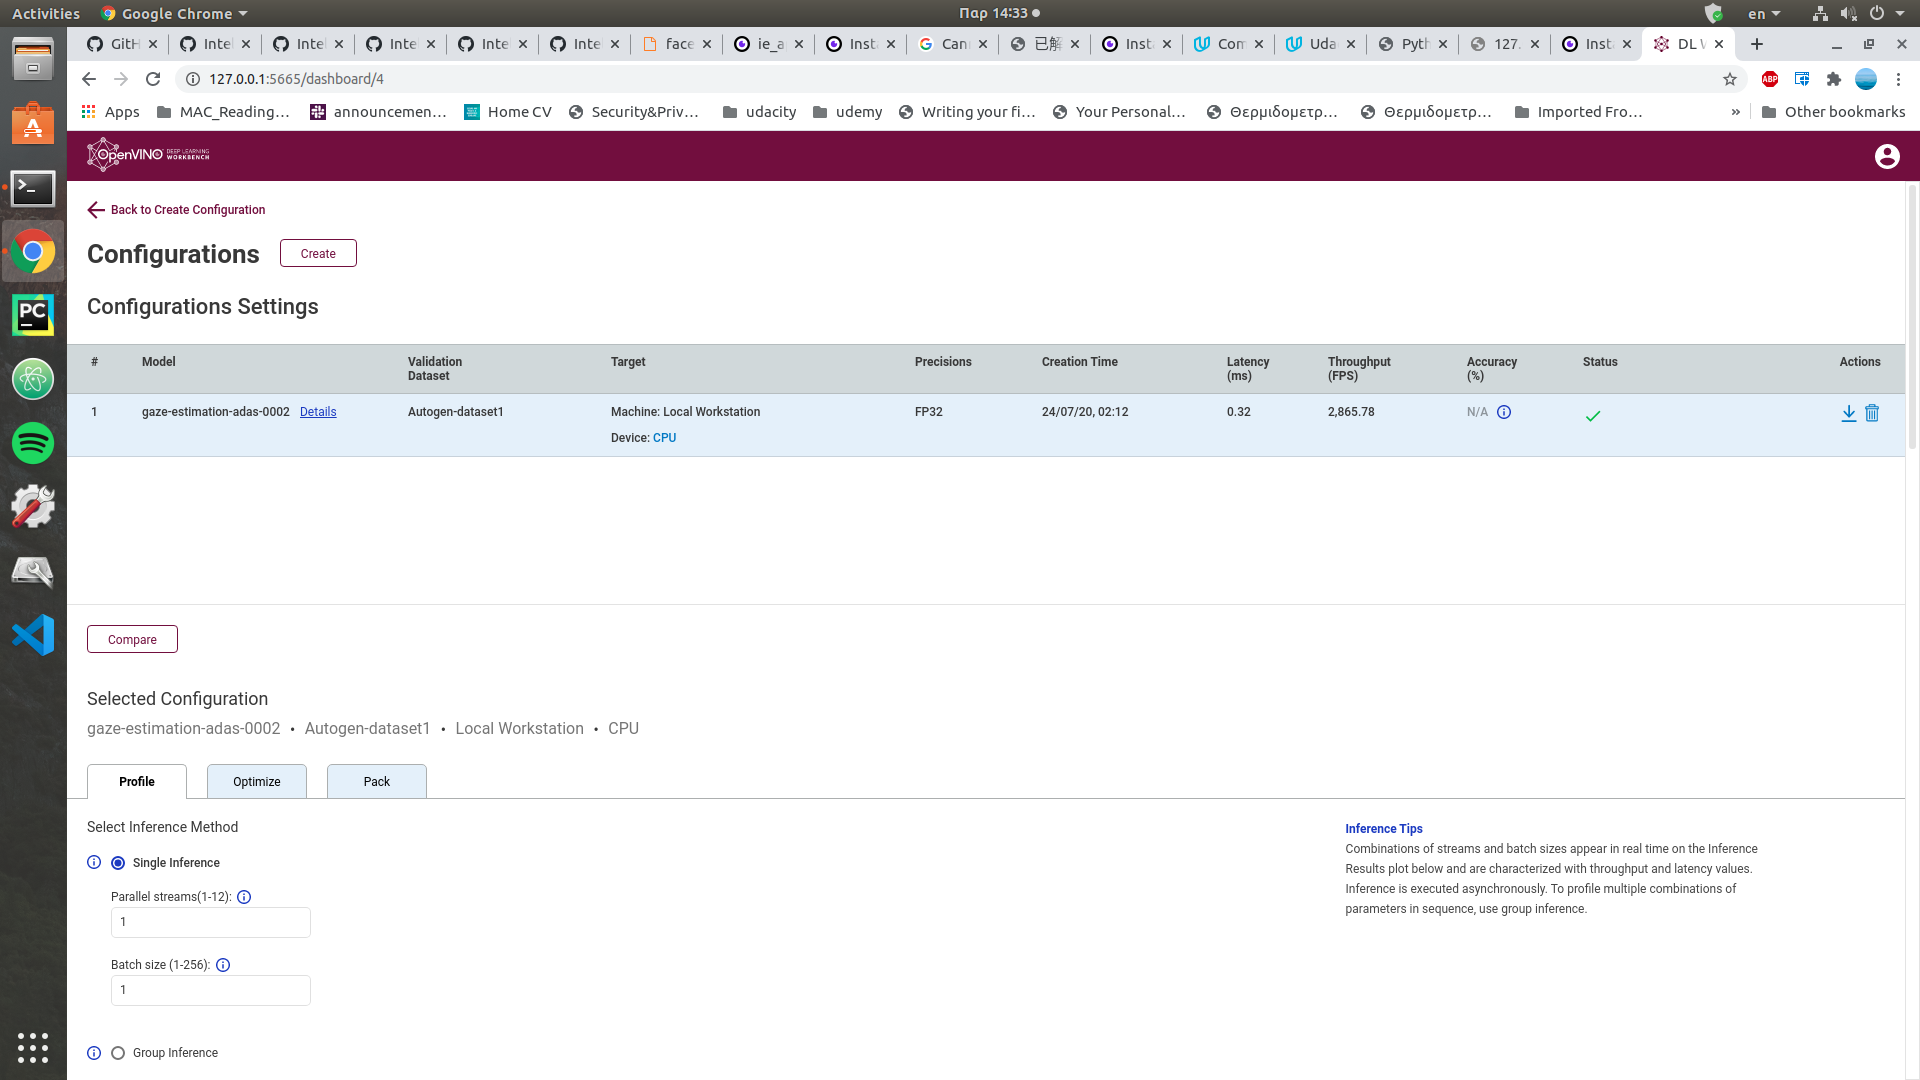 Activities Google Chrome Παρ 14:33 en
GitH Intel Intel Intel Intel Intel face ie_a Insta Cann 已解 Insta Com Uda Pyth 127. Insta DL W
127.0.0.1:5665/dashboard/4 ABP
Apps MAC_Reading… announcemen… Home CV Security&Priv… udacity udemy Writing your fi… Your Personal… Θερμιδομετρ… Θερμιδομετρ… Imported Fro… » Other bookmarks
OpenVINO DEEP LEARNING WORKBENCH
Back to Create Configuration
Configurations Create
Configurations Settings
# Model Validation Dataset Target Precisions Creation Time Latency (ms) Throughput (FPS) Accuracy (%) Status Actions
1 gaze-estimation-adas-0002 Details Autogen-dataset1 Machine: Local Workstation FP32 24/07/20, 02:12 0.32 2,865.78 N/A
Device: CPU
Compare
Selected Configuration
gaze-estimation-adas-0002 • Autogen-dataset1 • Local Workstation • CPU
Profile Optimize Pack
Select Inference Method
Single Inference
Parallel streams(1-12):
1
Batch size (1-256):
1
Group Inference
Inference Tips
Combinations of streams and batch sizes appear in real time on the Inference
Results plot below and are characterized with throughput and latency values.
Inference is executed asynchronously. To profile multiple combinations of
parameters in sequence, use group inference.
PC